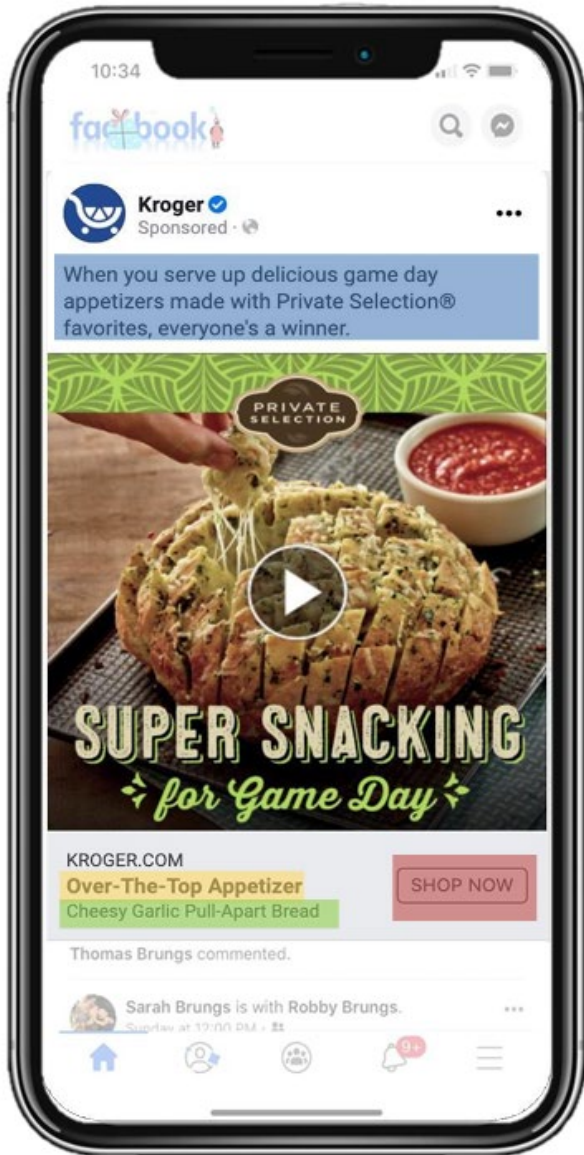 10:34
facebook
Kroger
Sponsored ·
When you serve up delicious game day
appetizers made with Private Selection®
favorites, everyone's a winner.
PRIVATE
SELECTION
SUPER SNACKING
for Game Day
KROGER.COM
Over-The-Top Appetizer
Cheesy Garlic Pull-Apart Bread
SHOP NOW
Thomas Brungs commented.
Sarah Brungs is with Robby Brungs.
Sunday at 12:00 PM ·
9+